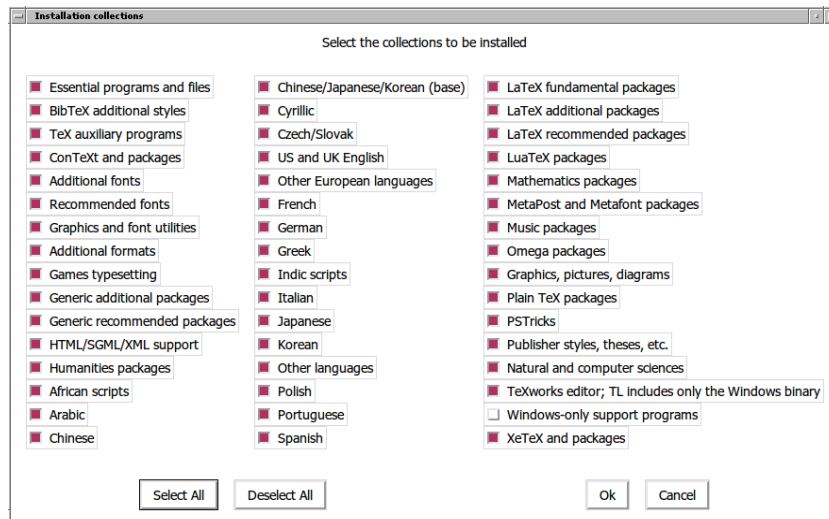 Installation collections
Select the collections to be installed
Essential programs and files
BibTeX additional styles
TeX auxiliary programs
ConTeXt and packages
Additional fonts
Recommended fonts
Graphics and font utilities
Additional formats
Games typesetting
Generic additional packages
Generic recommended packages
HTML/SGML/XML support
Humanities packages
African scripts
Arabic
Chinese
Chinese/Japanese/Korean (base)
Cyrillic
Czech/Slovak
US and UK English
Other European languages
French
German
Greek
Indic scripts
Italian
Japanese
Korean
Other languages
Polish
Portuguese
Spanish
LaTeX fundamental packages
LaTeX additional packages
LaTeX recommended packages
LuaTeX packages
Mathematics packages
MetaPost and Metafont packages
Music packages
Omega packages
Graphics, pictures, diagrams
Plain TeX packages
PSTricks
Publisher styles, theses, etc.
Natural and computer sciences
TeXworks editor; TL includes only the Windows binary
Windows-only support programs
XeTeX and packages
Select All
Deselect All
Ok
Cancel